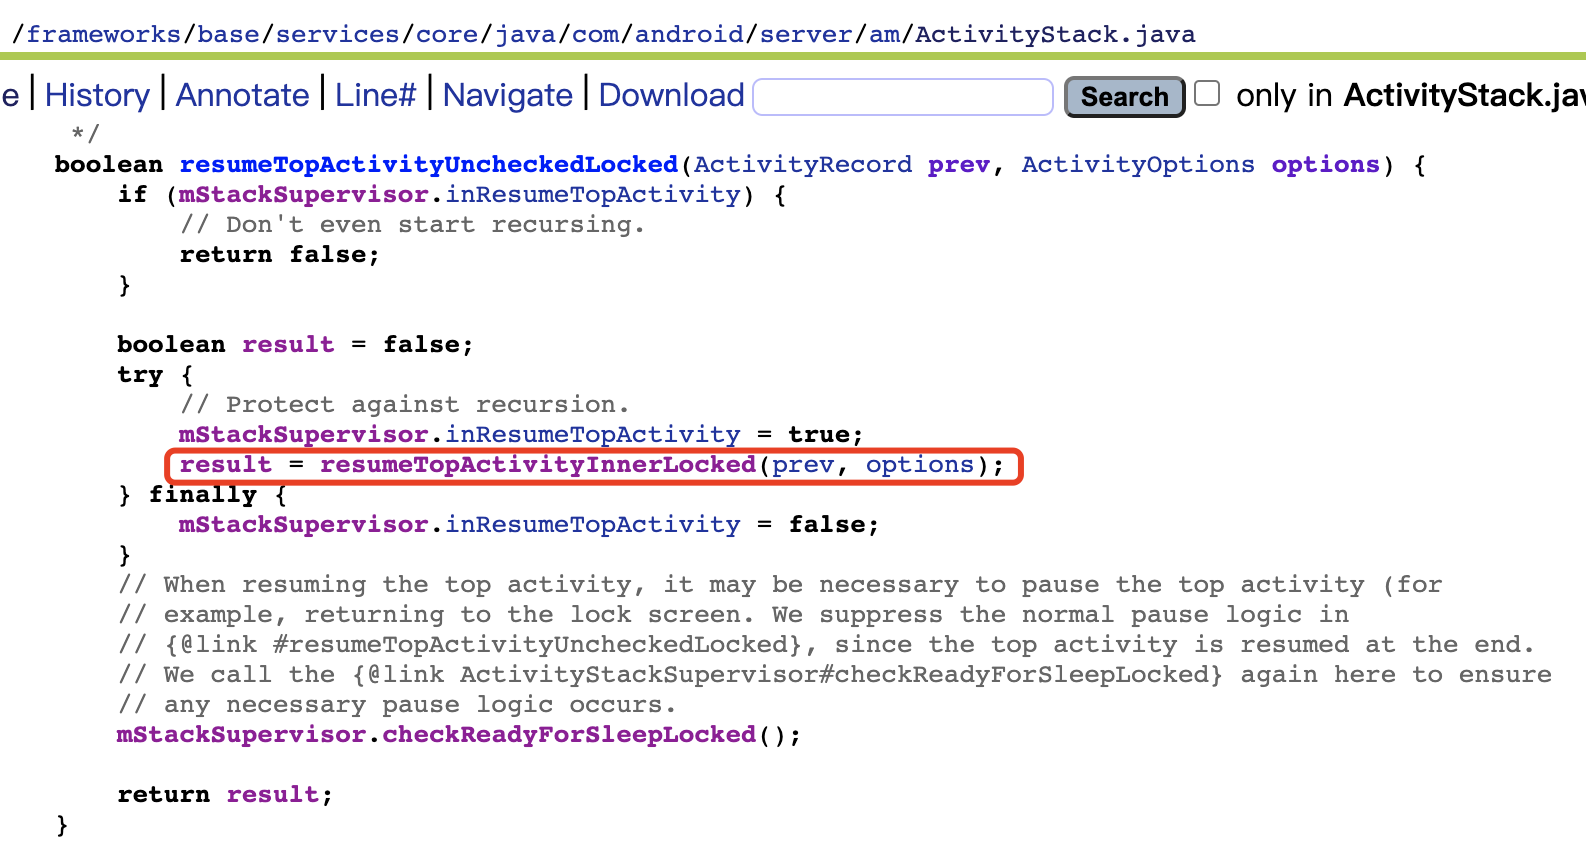 /frameworks/base/services/core/java/com/android/server/am/ActivityStack.java
e | History | Annotate | Line# | Navigate | Download Search only in ActivityStack.jav
*/
boolean resumeTopActivityUncheckedLocked(ActivityRecord prev, ActivityOptions options) {
if (mStackSupervisor.inResumeTopActivity) {
// Don't even start recursing.
return false;
}
boolean result = false;
try {
// Protect against recursion.
mStackSupervisor.inResumeTopActivity = true;
result = resumeTopActivityInnerLocked(prev, options);
} finally {
mStackSupervisor.inResumeTopActivity = false;
}
// When resuming the top activity, it may be necessary to pause the top activity (for
// example, returning to the lock screen. We suppress the normal pause logic in
// {@link #resumeTopActivityUncheckedLocked}, since the top activity is resumed at the end.
// We call the {@link ActivityStackSupervisor#checkReadyForSleepLocked} again here to ensure
// any necessary pause logic occurs.
mStackSupervisor.checkReadyForSleepLocked();
return result;
}